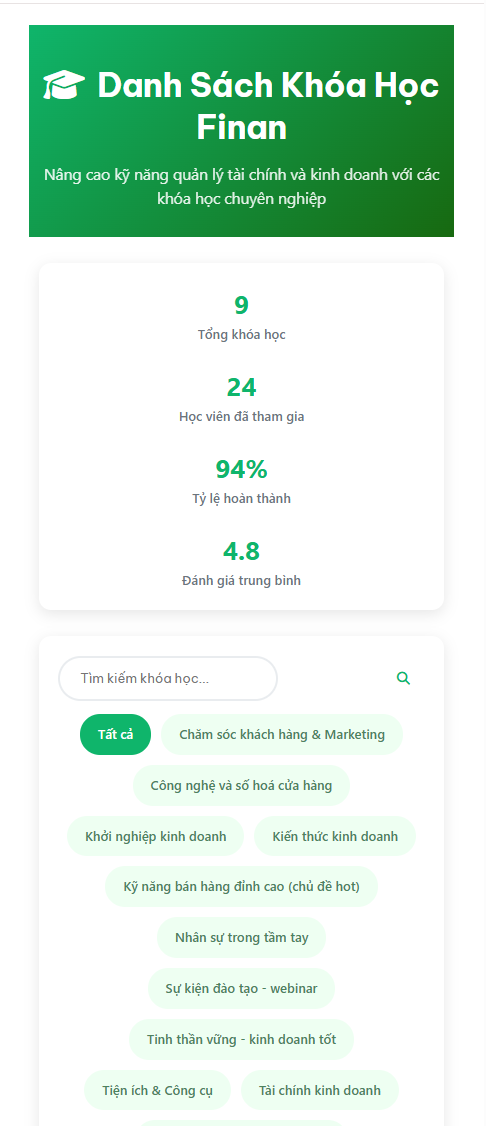 Danh Sách Khóa Học
Finan
Nâng cao kỹ năng quản lý tài chính và kinh doanh với các
khóa học chuyên nghiệp
9
Tổng khóa học
24
Học viên đã tham gia
94%
Tỷ lệ hoàn thành
4.8
Đánh giá trung bình
Tìm kiếm khóa học...
Tất cả
Chăm sóc khách hàng & Marketing
Công nghệ và số hoá cửa hàng
Khởi nghiệp kinh doanh
Kiến thức kinh doanh
Kỹ năng bán hàng đỉnh cao (chủ đề hot)
Nhân sự trong tầm tay
Sự kiện đào tạo - webinar
Tinh thần vững - kinh doanh tốt
Tiện ích & Công cụ
Tài chính kinh doanh